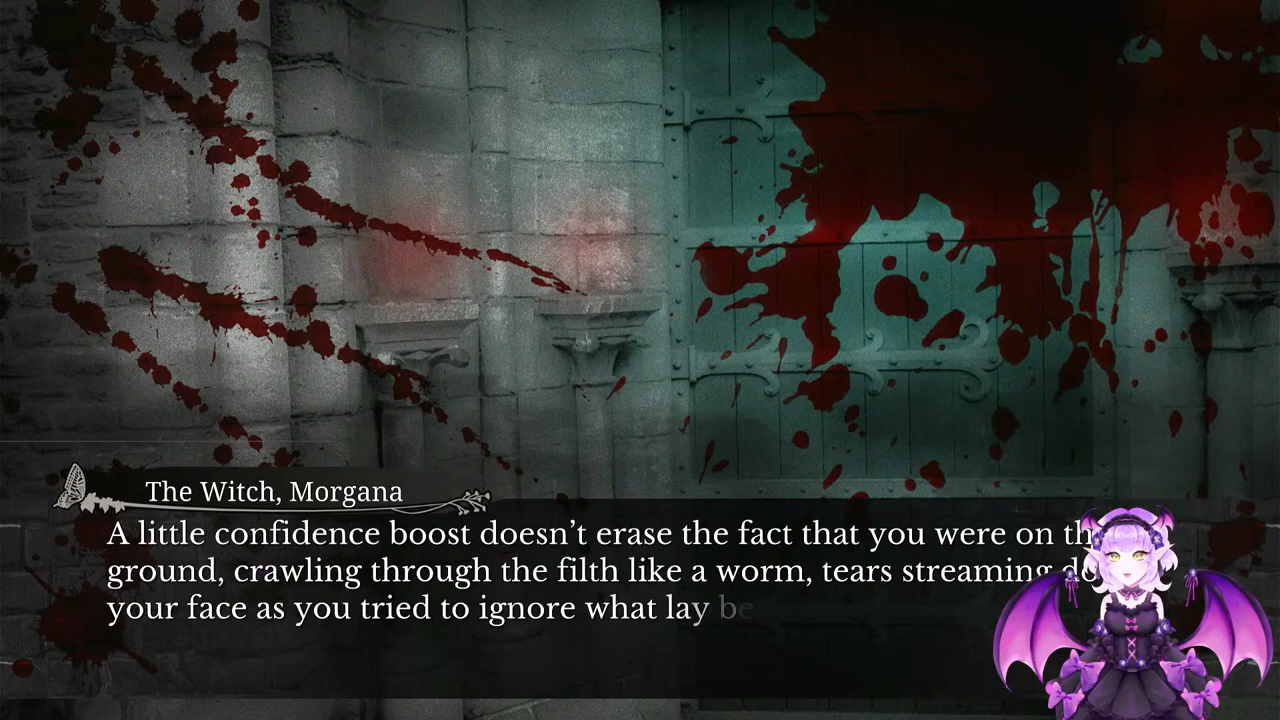 The Witch, Morgana
A little confidence boost doesn’t erase the fact that you were on
ground, crawling through the filth like a worm, tears streaming
your face as you tried to ignore what lay be